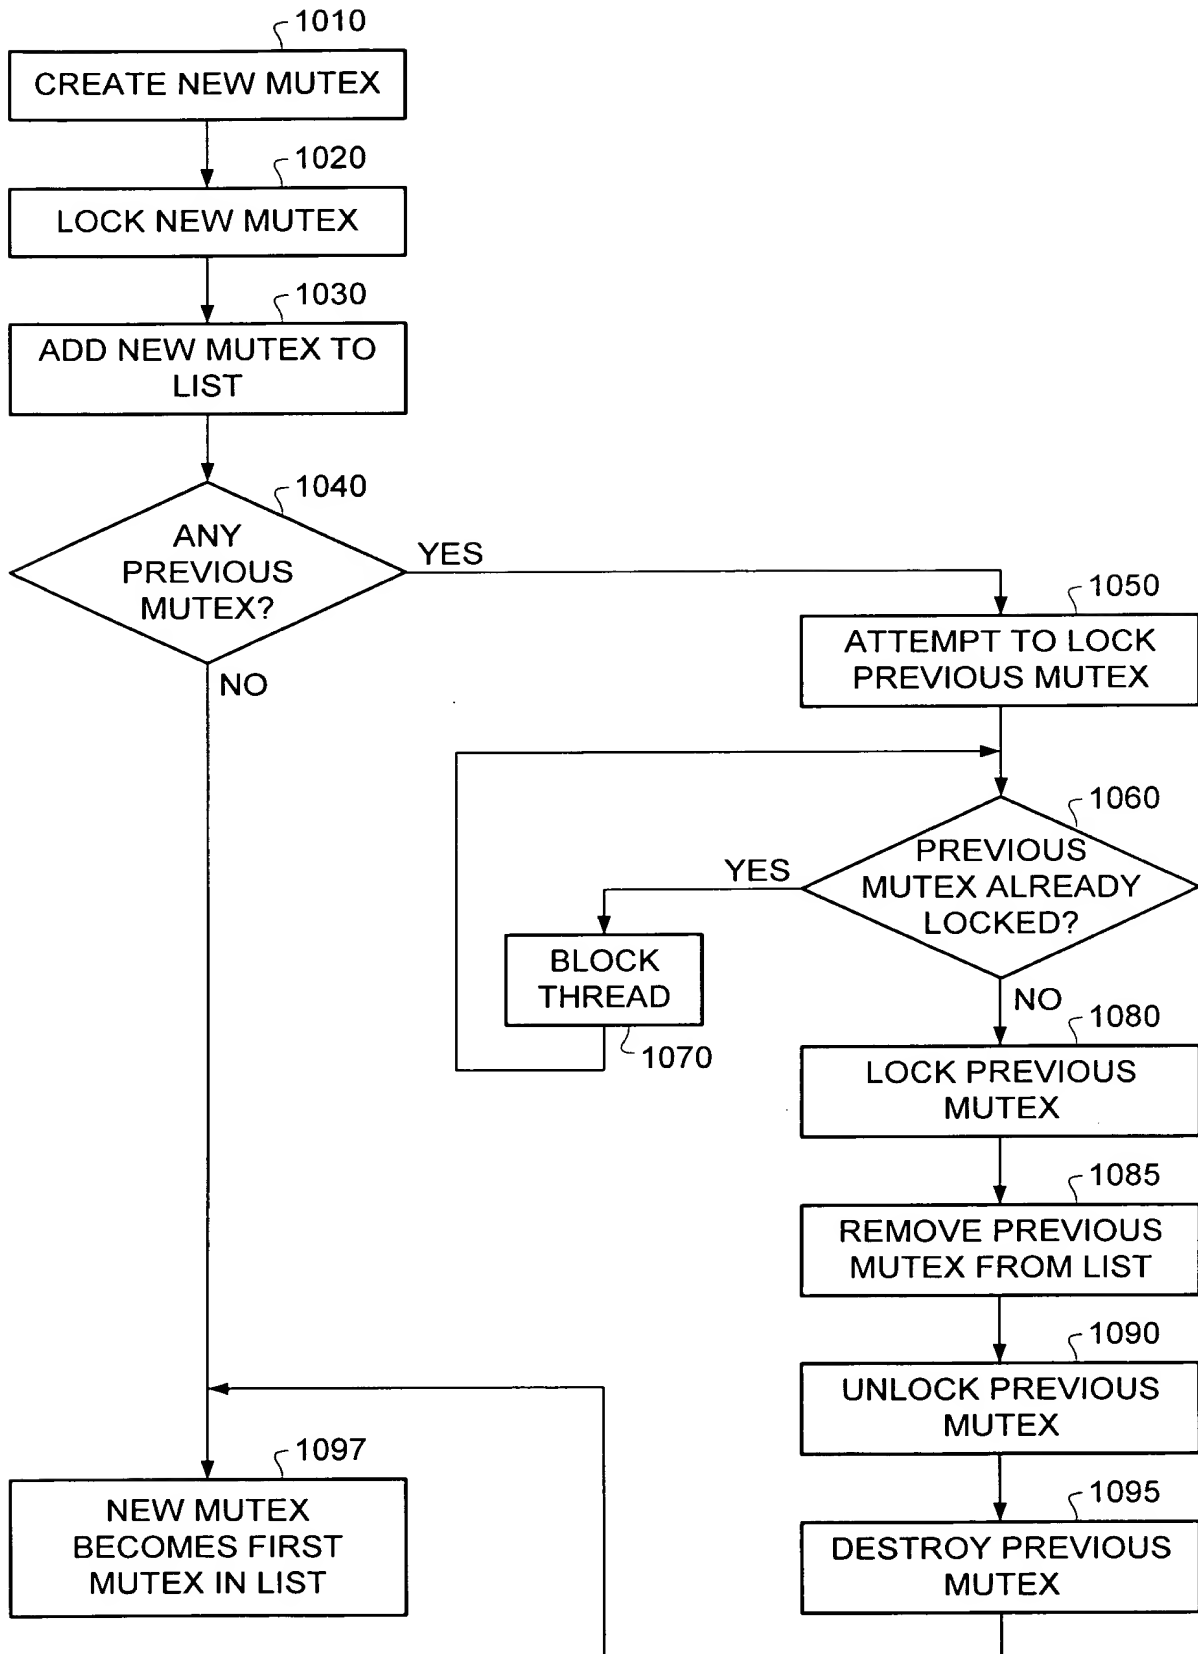 1010
CREATE NEW MUTEX
1020
LOCK NEW MUTEX
1030
ADD NEW MUTEX TO
LIST
1040
ANY
PREVIOUS
MUTEX?
YES
NO
1050
ATTEMPT TO LOCK
PREVIOUS MUTEX
1060
PREVIOUS
MUTEX ALREADY
LOCKED?
YES
BLOCK
THREAD
1070
NO
1080
LOCK PREVIOUS
MUTEX
1085
REMOVE PREVIOUS
MUTEX FROM LIST
1090
UNLOCK PREVIOUS
MUTEX
1095
DESTROY PREVIOUS
MUTEX
1097
NEW MUTEX
BECOMES FIRST
MUTEX IN LIST